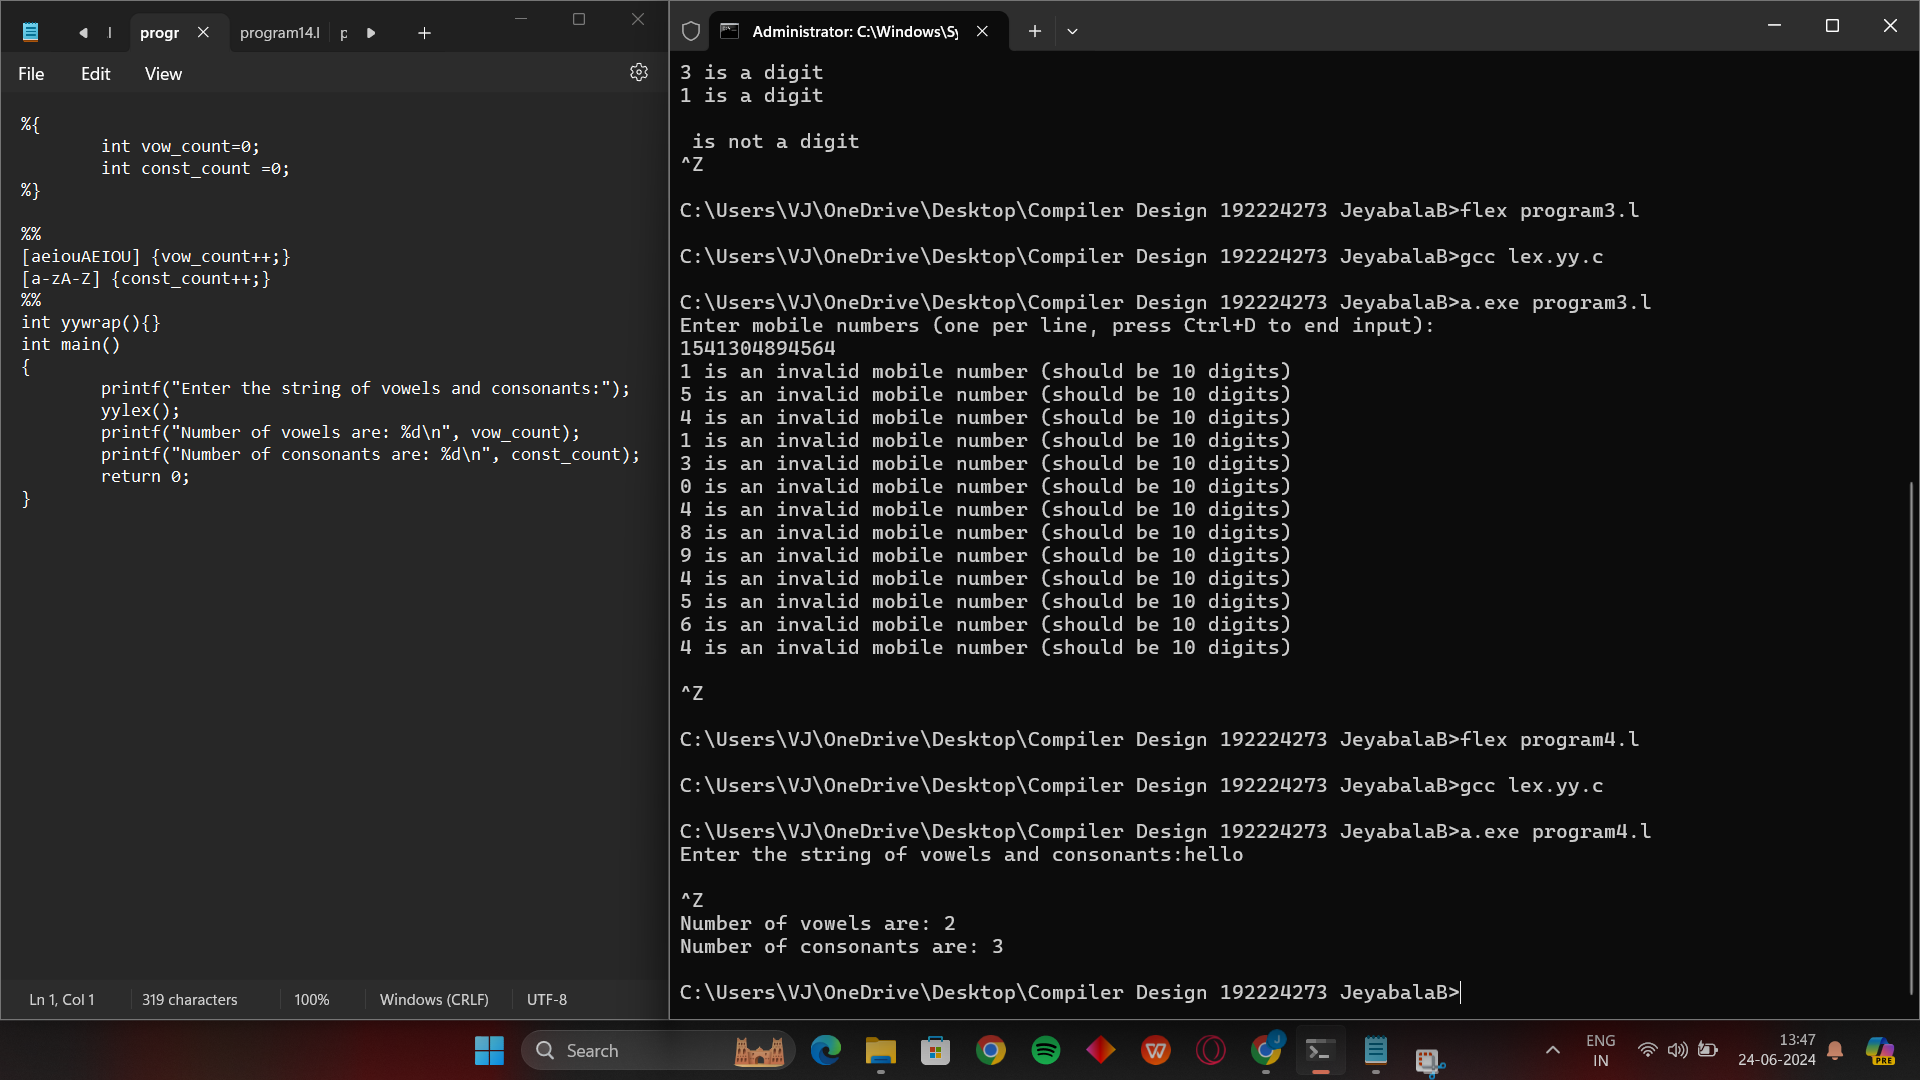 progr
program14.l
File
Edit
View
%{
int vow_count=0;
int const_count =0;
%}
%%
[aeiouAEIOU] {vow_count++;}
[a-zA-Z] {const_count++;}
%%
int yywrap(){}
int main()
{
printf("Enter the string of vowels and consonants:");
yylex();
printf("Number of vowels are: %d\n", vow_count);
printf("Number of consonants are: %d\n", const_count);
return 0;
}
Ln 1, Col 1
319 characters
100%
Windows (CRLF)
UTF-8
Administrator: C:\Windows\Sy
3 is a digit
1 is a digit
is not a digit
^Z
C:\Users\VJ\OneDrive\Desktop\Compiler Design 192224273 JeyabalaB>flex program3.l
C:\Users\VJ\OneDrive\Desktop\Compiler Design 192224273 JeyabalaB>gcc lex.yy.c
C:\Users\VJ\OneDrive\Desktop\Compiler Design 192224273 JeyabalaB>a.exe program3.l
Enter mobile numbers (one per line, press Ctrl+D to end input):
1541304894564
1 is an invalid mobile number (should be 10 digits)
5 is an invalid mobile number (should be 10 digits)
4 is an invalid mobile number (should be 10 digits)
1 is an invalid mobile number (should be 10 digits)
3 is an invalid mobile number (should be 10 digits)
0 is an invalid mobile number (should be 10 digits)
4 is an invalid mobile number (should be 10 digits)
8 is an invalid mobile number (should be 10 digits)
9 is an invalid mobile number (should be 10 digits)
4 is an invalid mobile number (should be 10 digits)
5 is an invalid mobile number (should be 10 digits)
6 is an invalid mobile number (should be 10 digits)
4 is an invalid mobile number (should be 10 digits)
^Z
C:\Users\VJ\OneDrive\Desktop\Compiler Design 192224273 JeyabalaB>flex program4.l
C:\Users\VJ\OneDrive\Desktop\Compiler Design 192224273 JeyabalaB>gcc lex.yy.c
C:\Users\VJ\OneDrive\Desktop\Compiler Design 192224273 JeyabalaB>a.exe program4.l
Enter the string of vowels and consonants:hello
^Z
Number of vowels are: 2
Number of consonants are: 3
C:\Users\VJ\OneDrive\Desktop\Compiler Design 192224273 JeyabalaB>
Search
ENG
IN
13:47
24-06-2024
PRE